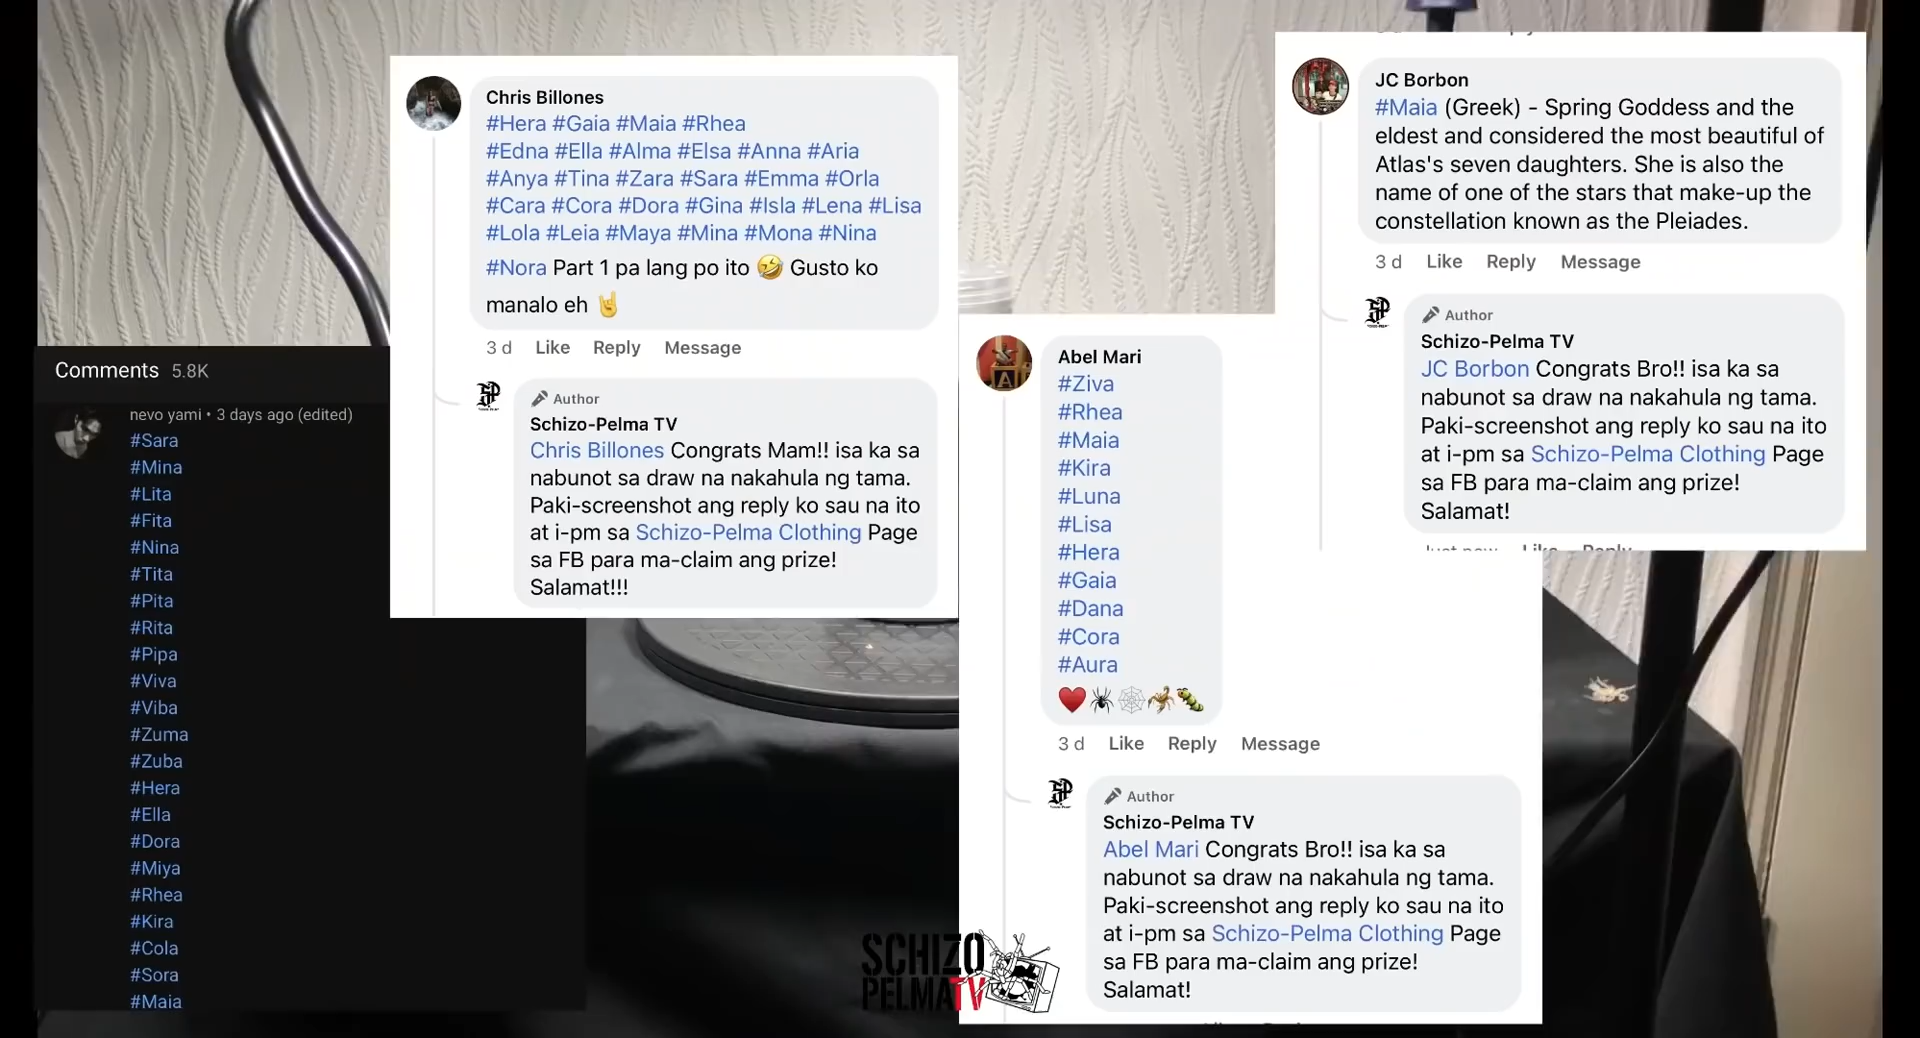 Chris Billones
#Hera #Gaia #Maia #Rhea
#Edna #Ella #Alma #Elsa #Anna #Aria
#Anya #Tina #Zara #Sara #Emma #Orla
#Cara #Cora #Dora #Gina #Isla #Lena #Lisa
#Lola #Leia #Maya #Mina #Mona #Nina
#Nora Part 1 pa lang po ito 🤣 Gusto ko
manalo eh 🤘
3 d Like Reply Message
Author
Schizo-Pelma TV
Chris Billones Congrats Mam!! isa ka sa
nabunot sa draw na nakahula ng tama.
Paki-screenshot ang reply ko sau na ito
at i-pm sa Schizo-Pelma Clothing Page
sa FB para ma-claim ang prize!
Salamat!!!
JC Borbon
#Maia (Greek) - Spring Goddess and the
eldest and considered the most beautiful of
Atlas's seven daughters. She is also the
name of one of the stars that make-up the
constellation known as the Pleiades.
3 d Like Reply Message
Author
Schizo-Pelma TV
JC Borbon Congrats Bro!! isa ka sa
nabunot sa draw na nakahula ng tama.
Paki-screenshot ang reply ko sau na ito
at i-pm sa Schizo-Pelma Clothing Page
sa FB para ma-claim ang prize!
Salamat!
Just now Like Reply
Comments 5.8K
nevo yami • 3 days ago (edited)
#Sara
#Mina
#Lita
#Fita
#Nina
#Tita
#Pita
#Rita
#Pipa
#Viva
#Viba
#Zuma
#Zuba
#Hera
#Ella
#Dora
#Miya
#Rhea
#Kira
#Cola
#Sora
#Maia
Abel Mari
#Ziva
#Rhea
#Maia
#Kira
#Luna
#Lisa
#Hera
#Gaia
#Dana
#Cora
#Aura
❤️🕷️🕸️🦂🐛
3 d Like Reply Message
Author
Schizo-Pelma TV
Abel Mari Congrats Bro!! isa ka sa
nabunot sa draw na nakahula ng tama.
Paki-screenshot ang reply ko sau na ito
at i-pm sa Schizo-Pelma Clothing Page
sa FB para ma-claim ang prize!
Salamat!
SCHIZO
PELMATV